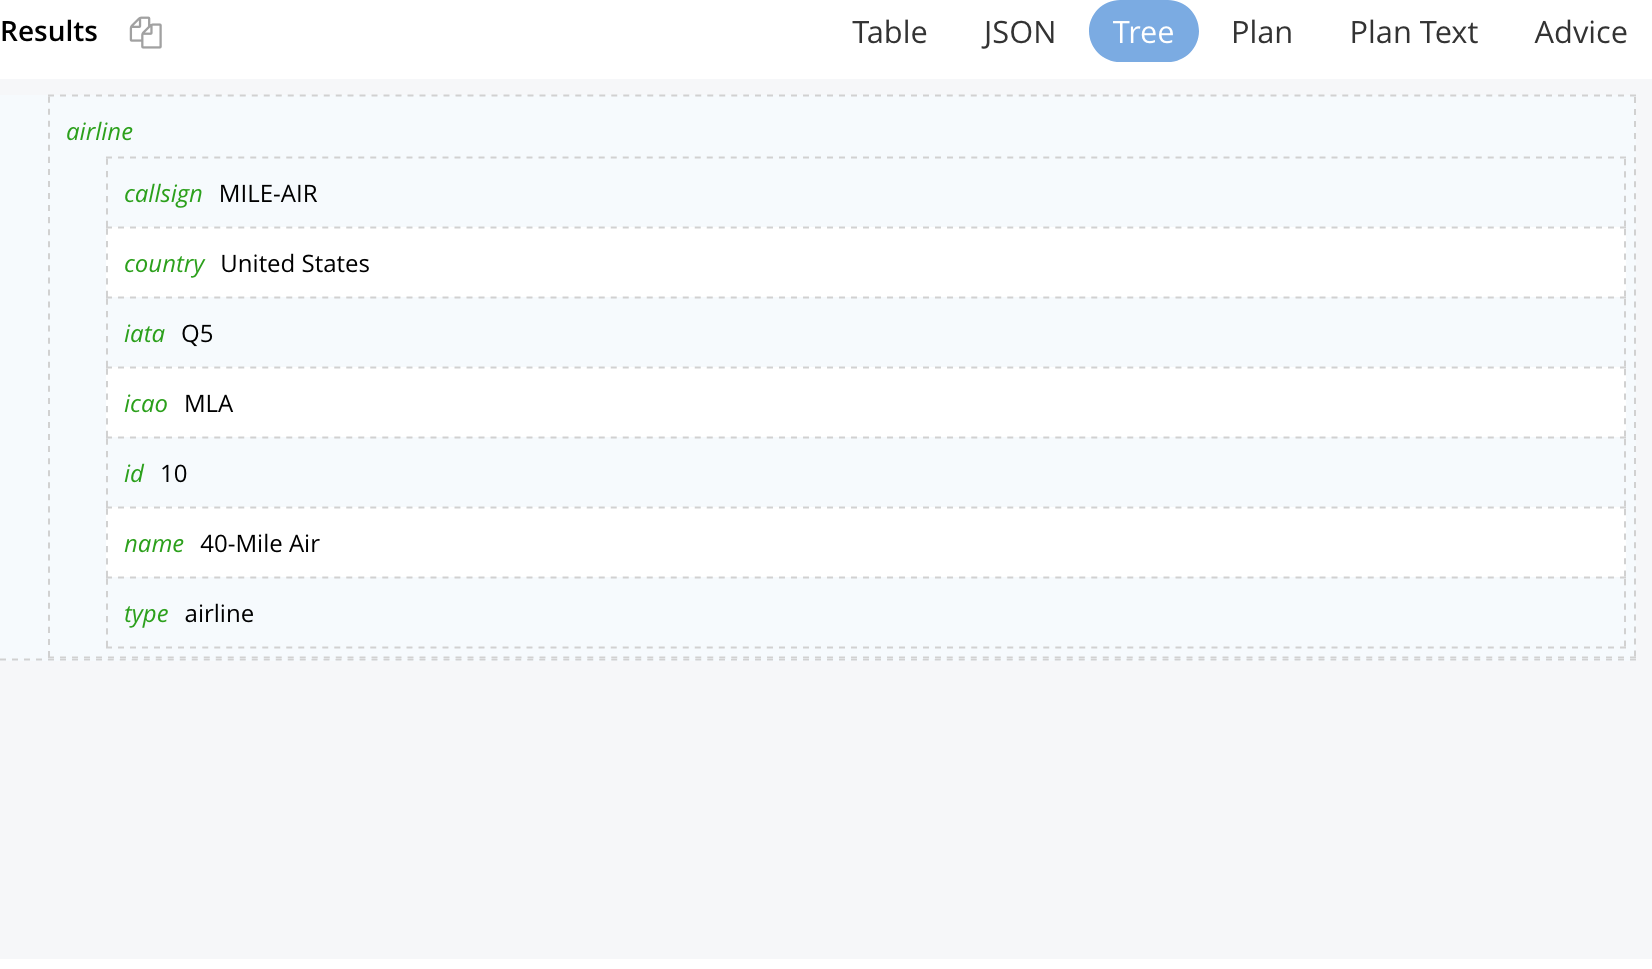 Results Table JSON Tree Plan Plan Text Advice
airline
callsign MILE-AIR
country United States
iata Q5
icao MLA
id 10
name 40-Mile Air
type airline